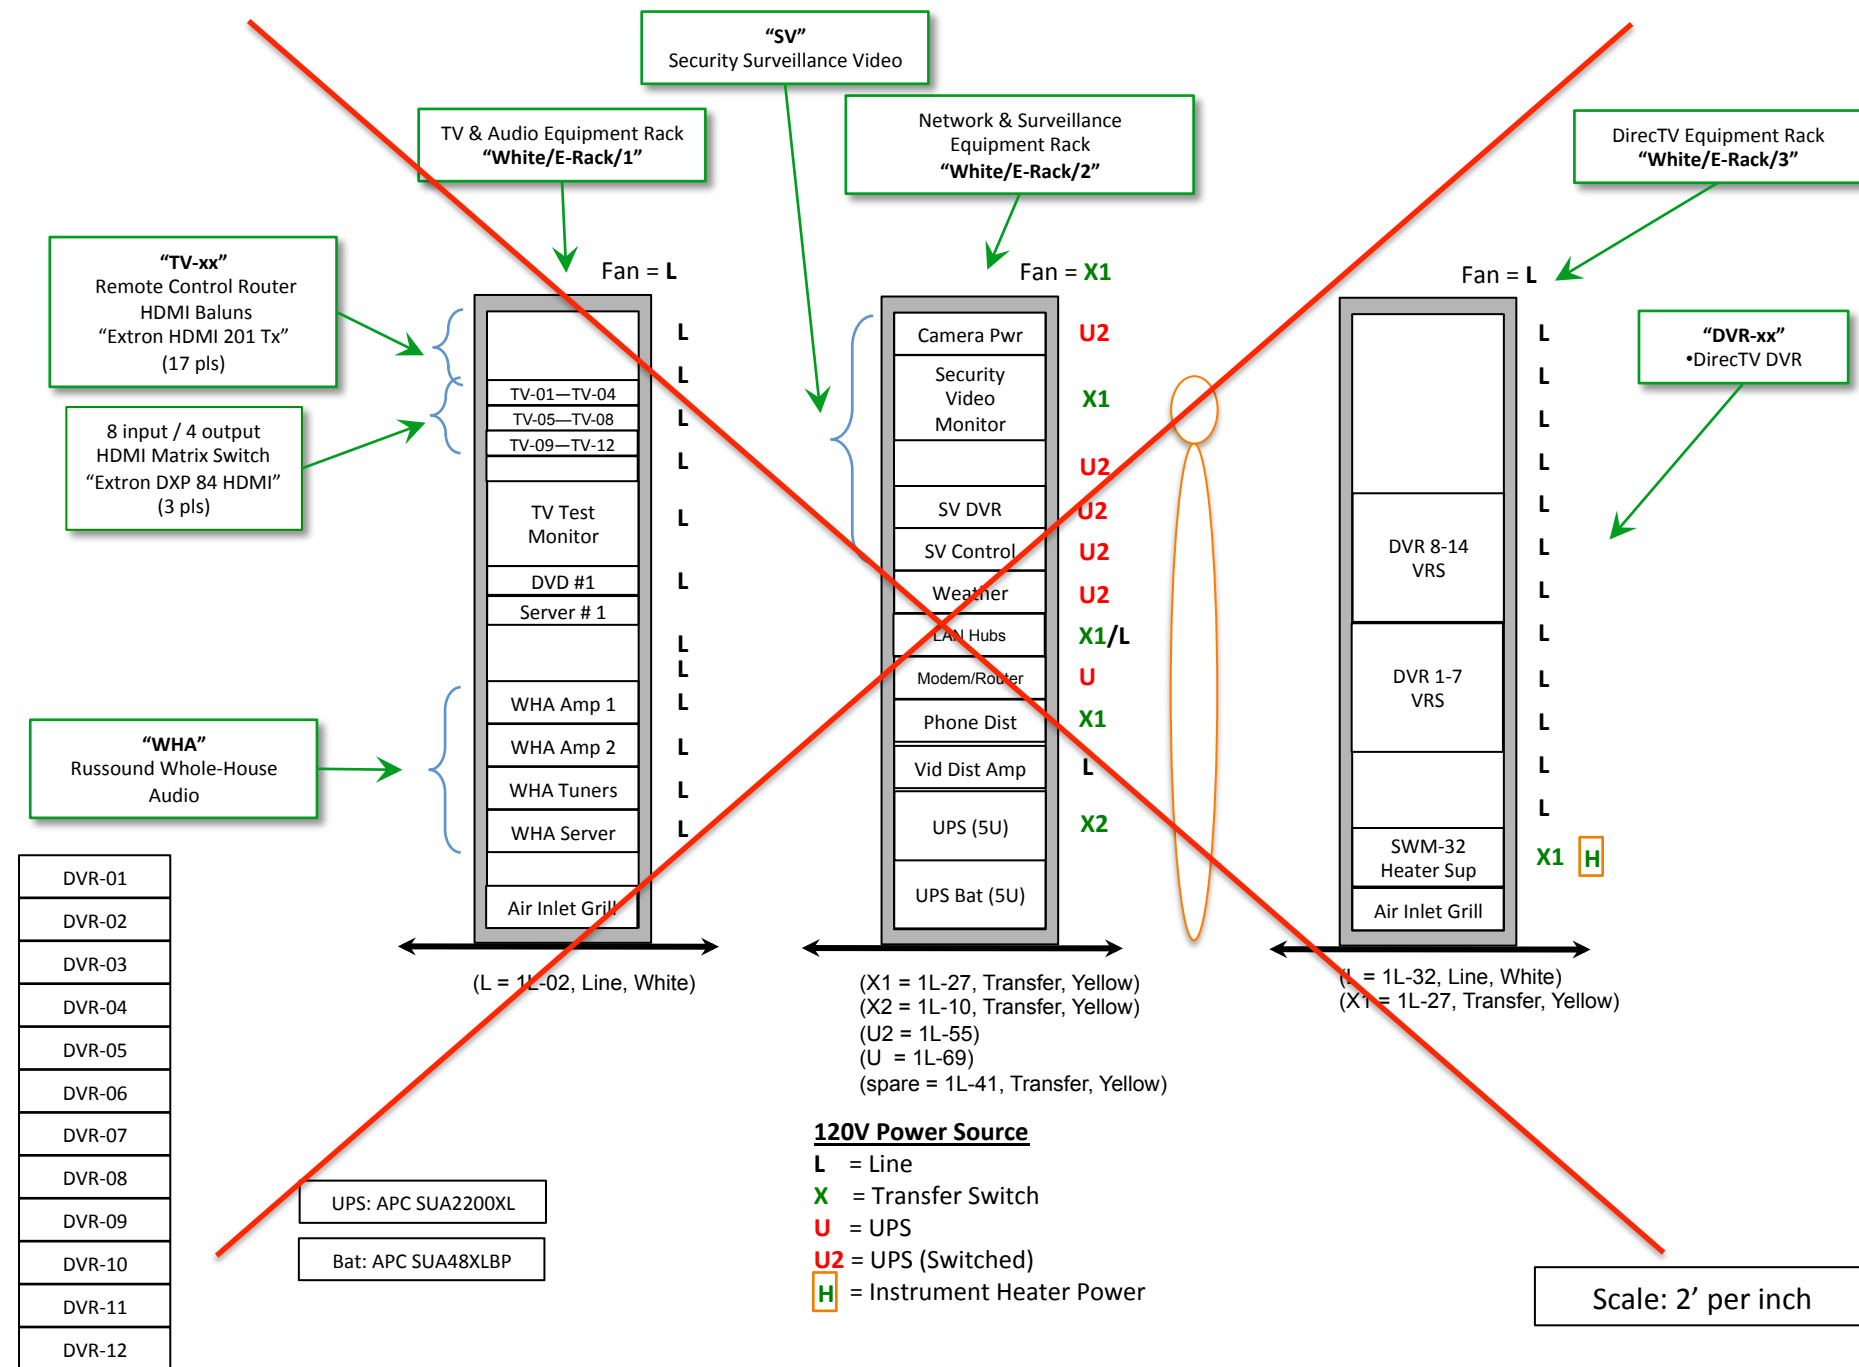 “SV”
Security Surveillance Video
TV & Audio Equipment Rack
“White/E-Rack/1”
Network & Surveillance
Equipment Rack
“White/E-Rack/2”
DirecTV Equipment Rack
“White/E-Rack/3”
“TV-xx”
Remote Control Router
HDMI Baluns
“Extron HDMI 201 Tx”
(17 pls)
8 input / 4 output
HDMI Matrix Switch
“Extron DXP 84 HDMI”
(3 pls)
“WHA”
Russound Whole-House
Audio
“DVR-xx”
•DirecTV DVR
Fan = L
L
L
TV-01—TV-04
TV-05—TV-08
L
TV-09—TV-12
L
TV Test
Monitor
L
DVD #1
L
Server # 1
L
L
WHA Amp 1
L
WHA Amp 2
L
WHA Tuners
L
WHA Server
L
Air Inlet Grill
(L = 1L-02, Line, White)
Fan = X1
Camera Pwr
U2
Security
Video
Monitor
X1
U2
SV DVR
U2
SV Control
U2
Weather
U2
LAN Hubs
X1/L
Modem/Router
U
Phone Dist
X1
Vid Dist Amp
L
UPS (5U)
X2
UPS Bat (5U)
(X1 = 1L-27, Transfer, Yellow)
(X2 = 1L-10, Transfer, Yellow)
(U2 = 1L-55)
(U = 1L-69)
(spare = 1L-41, Transfer, Yellow)
Fan = L
L
L
L
L
L
DVR 8-14
VRS
L
L
L
DVR 1-7
VRS
L
L
L
L
SWM-32
Heater Sup
X1 H
Air Inlet Grill
(L = 1L-32, Line, White)
(X1 = 1L-27, Transfer, Yellow)
DVR-01
DVR-02
DVR-03
DVR-04
DVR-05
DVR-06
DVR-07
DVR-08
DVR-09
DVR-10
DVR-11
DVR-12
UPS: APC SUA2200XL
Bat: APC SUA48XLBP
120V Power Source
L = Line
X = Transfer Switch
U = UPS
U2 = UPS (Switched)
H = Instrument Heater Power
Scale: 2’ per inch